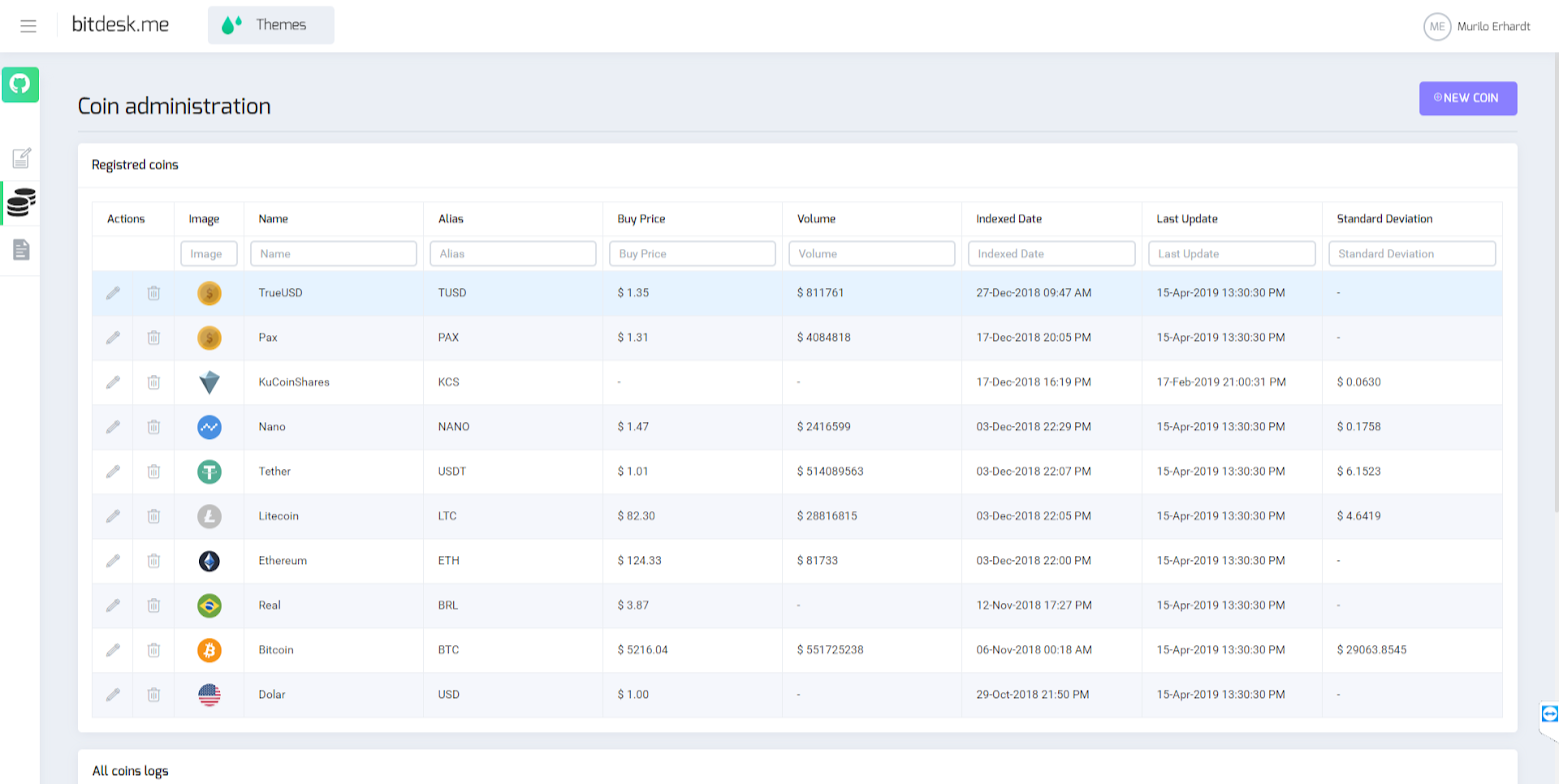 bitdesk.me Themes ME Murilo Erhardt
Coin administration NEW COIN
Registred coins
Actions Image Name Alias Buy Price Volume Indexed Date Last Update Standard Deviation
Image Name Alias Buy Price Volume Indexed Date Last Update Standard Deviation
TrueUSD TUSD $ 1.35 $ 811761 27-Dec-2018 09:47 AM 15-Apr-2019 13:30:30 PM -
Pax PAX $ 1.31 $ 4084818 17-Dec-2018 20:05 PM 15-Apr-2019 13:30:30 PM -
KuCoinShares KCS - - 17-Dec-2018 16:19 PM 17-Feb-2019 21:00:31 PM $ 0.0630
Nano NANO $ 1.47 $ 2416599 03-Dec-2018 22:29 PM 15-Apr-2019 13:30:30 PM $ 0.1758
Tether USDT $ 1.01 $ 514089563 03-Dec-2018 22:07 PM 15-Apr-2019 13:30:30 PM $ 6.1523
Litecoin LTC $ 82.30 $ 28816815 03-Dec-2018 22:05 PM 15-Apr-2019 13:30:30 PM $ 4.6419
Ethereum ETH $ 124.33 $ 81733 03-Dec-2018 22:00 PM 15-Apr-2019 13:30:30 PM -
Real BRL $ 3.87 - 12-Nov-2018 17:27 PM 15-Apr-2019 13:30:30 PM -
Bitcoin BTC $ 5216.04 $ 551725238 06-Nov-2018 00:18 AM 15-Apr-2019 13:30:30 PM $ 29063.8545
Dolar USD $ 1.00 - 29-Oct-2018 21:50 PM 15-Apr-2019 13:30:30 PM -
All coins logs